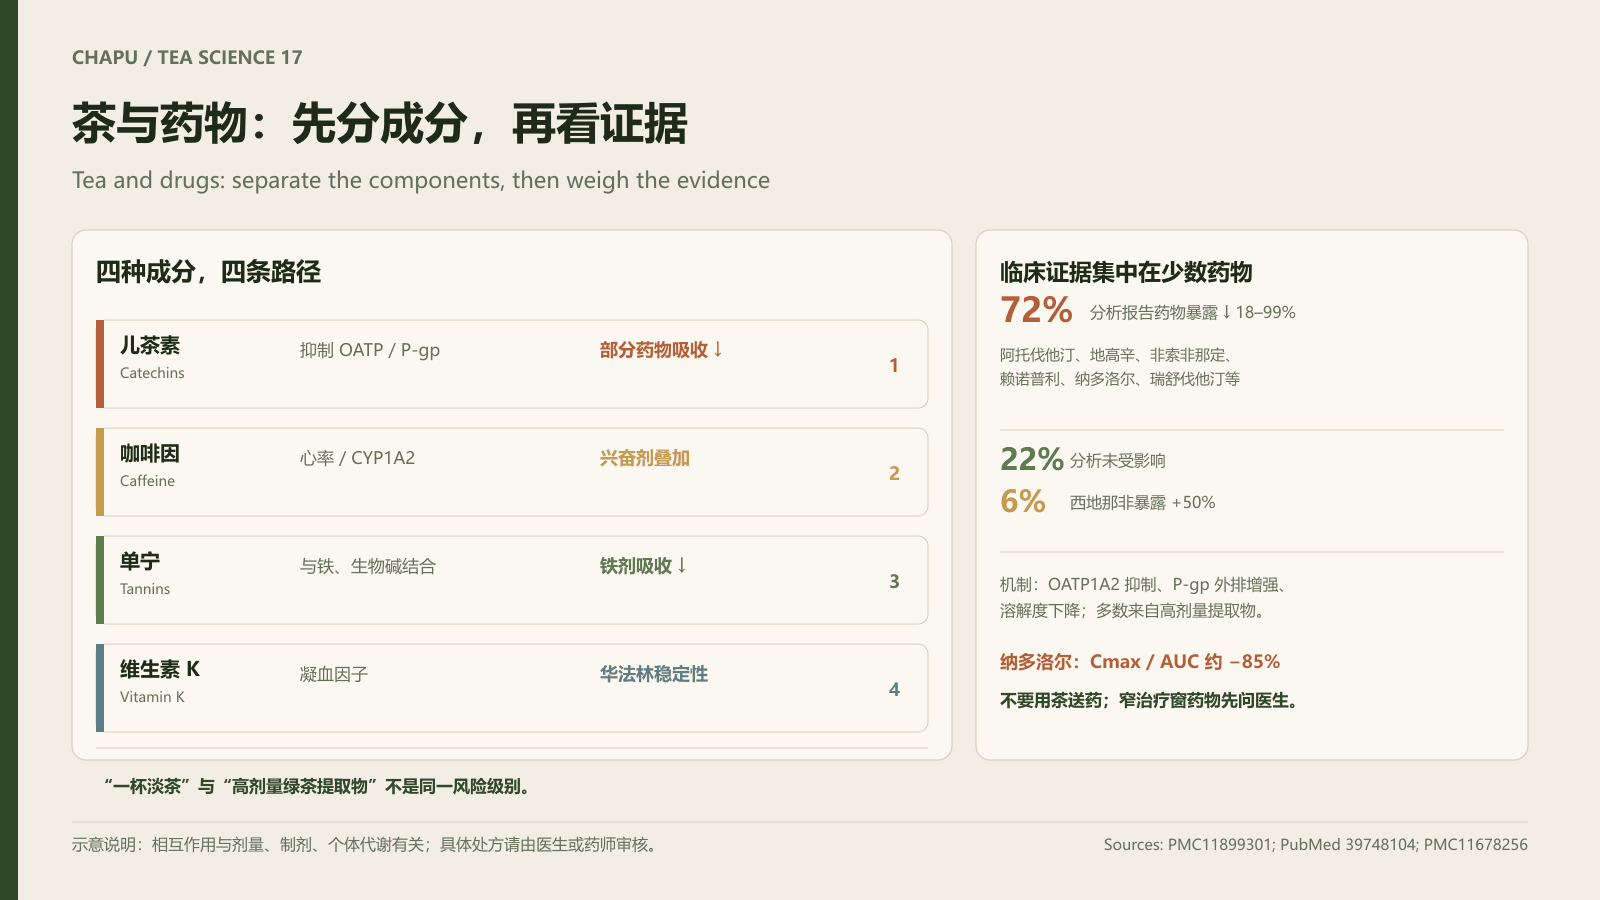 CHAPU / TEA SCIENCE 17
茶与药物：先分成分，再看证据
Tea and drugs: separate the components, then weigh the evidence
四种成分，四条路径
儿茶素
Catechins
抑制 OATP / P-gp
部分药物吸收↓
1
咖啡因
Caffeine
心率 / CYP1A2
兴奋剂叠加
2
单宁
Tannins
与铁、生物碱结合
铁剂吸收↓
3
维生素 K
Vitamin K
凝血因子
华法林稳定性
4
“一杯淡茶”与“高剂量绿茶提取物”不是同一风险级别。
临床证据集中在少数药物
72% 分析报告药物暴露↓18–99%
阿托伐他汀、地高辛、非索非那定、
赖诺普利、纳多洛尔、瑞舒伐他汀等
22% 分析未受影响
6% 西地那非暴露 +50%
机制：OATP1A2 抑制、P-gp 外排增强、
溶解度下降；多数来自高剂量提取物。
纳多洛尔：Cmax / AUC 约 −85%
不要用茶送药；窄治疗窗药物先问医生。
示意说明：相互作用与剂量、制剂、个体代谢有关；具体处方请由医生或药师审核。
Sources: PMC11899301; PubMed 39748104; PMC11678256